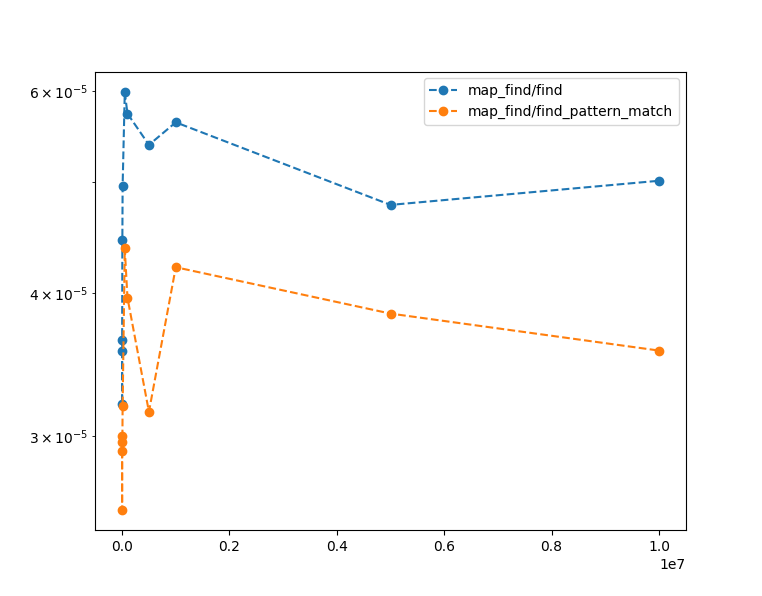 map_find/find
map_find/find_pattern_match
6 × 10⁻⁵
4 × 10⁻⁵
3 × 10⁻⁵
0.0 0.2 0.4 0.6 0.8 1.0
1e7